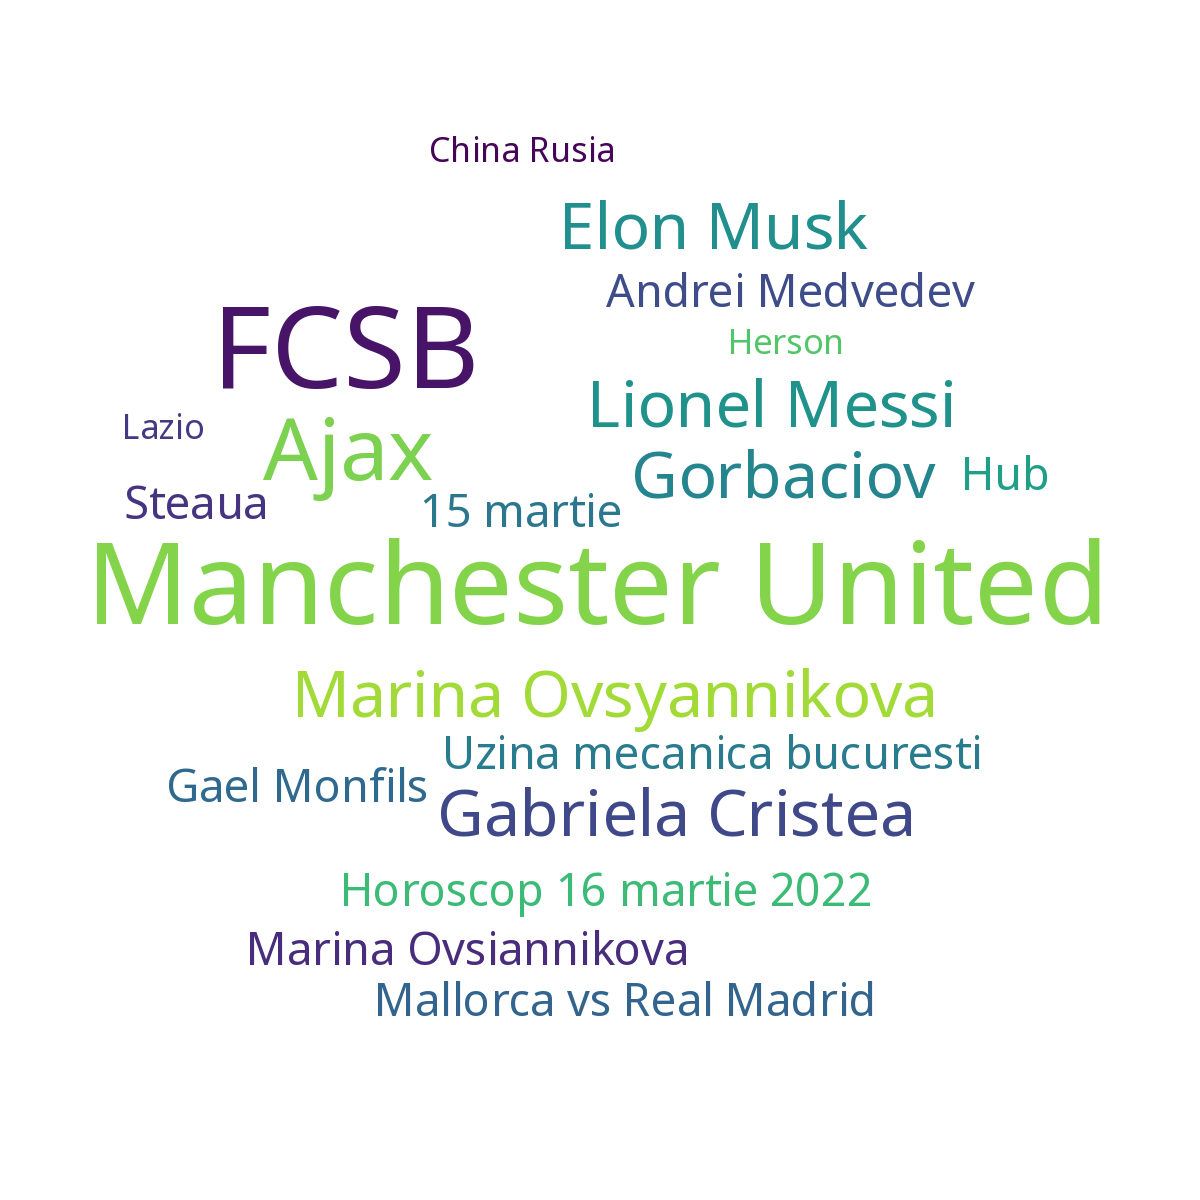 China Rusia
Elon Musk
Andrei Medvedev
FCSB
Herson
Lionel Messi
Lazio
Ajax
Gorbaciov
Hub
Steaua
15 martie
Manchester United
Marina Ovsyannikova
Uzina mecanica bucuresti
Gael Monfils
Gabriela Cristea
Horoscop 16 martie 2022
Marina Ovsiannikova
Mallorca vs Real Madrid